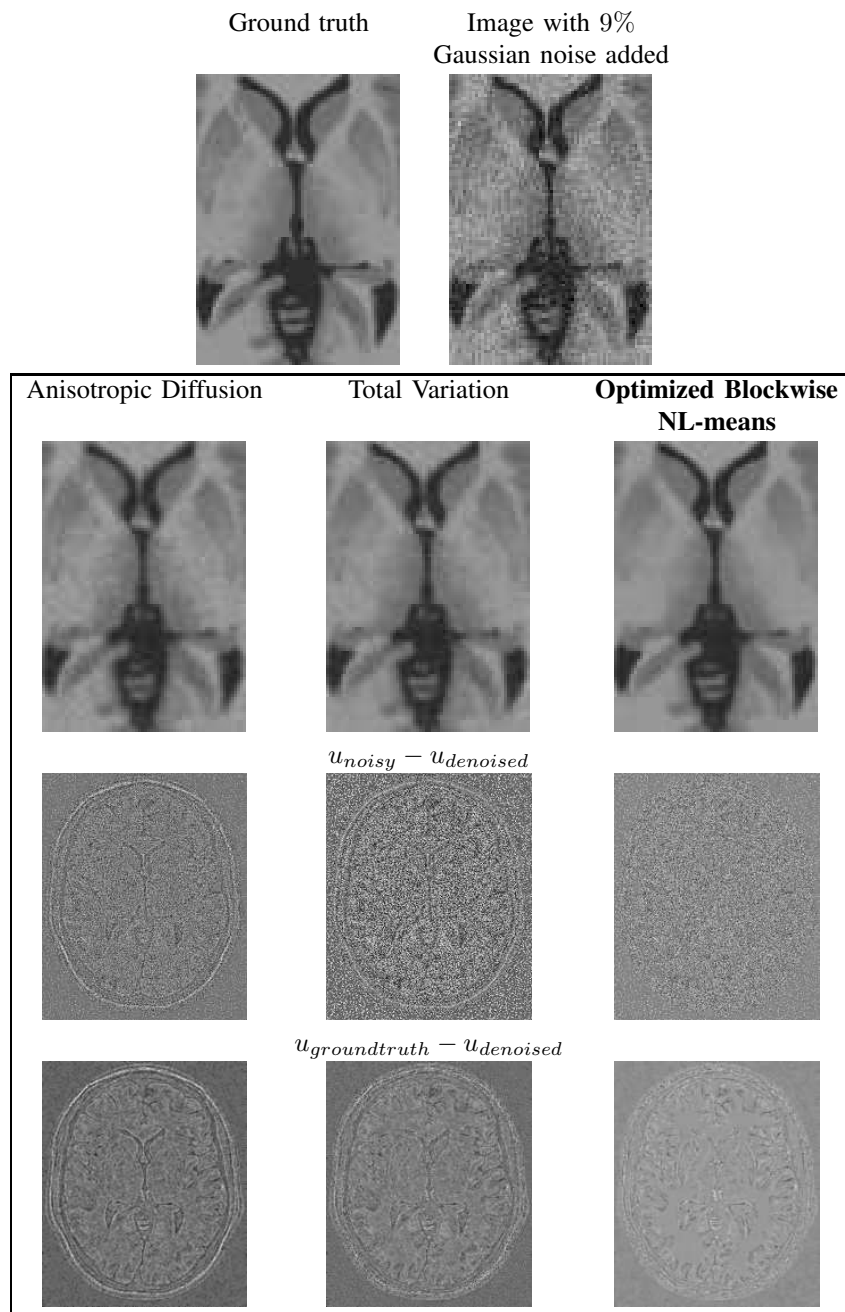 Ground truth
Image with 9%
Gaussian noise added
Anisotropic Diffusion
Total Variation
Optimized Blockwise
NL-means
u_{noisy} − u_{denoised}
u_{groundtruth} − u_{denoised}